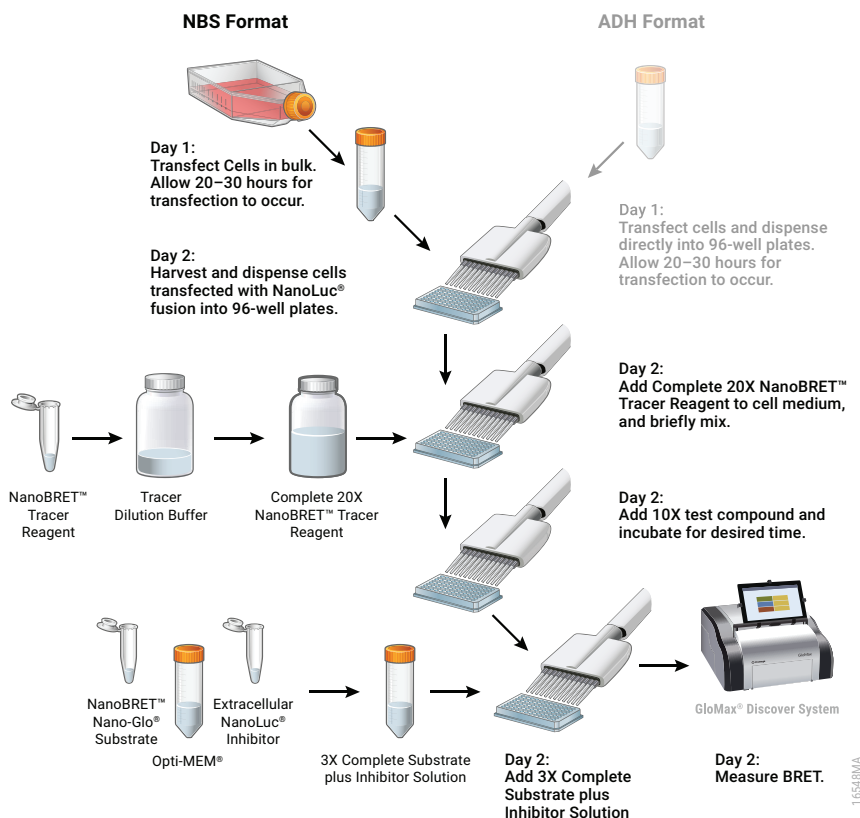 NBS Format
ADH Format
Day 1:
Transfect Cells in bulk.
Allow 20–30 hours for
transfection to occur.
Day 1:
Transfect cells and dispense
directly into 96-well plates.
Allow 20–30 hours for
transfection to occur.
Day 2:
Harvest and dispense cells
transfected with NanoLuc®
fusion into 96-well plates.
Day 2:
Add Complete 20X NanoBRET™
Tracer Reagent to cell medium,
and briefly mix.
NanoBRET™
Tracer
Reagent
Tracer
Dilution Buffer
Complete 20X
NanoBRET™ Tracer
Reagent
Day 2:
Add 10X test compound and
incubate for desired time.
NanoBRET™
Nano-Glo®
Substrate
Extracellular
NanoLuc®
Inhibitor
Opti-MEM®
3X Complete Substrate
plus Inhibitor Solution
Day 2:
Add 3X Complete
Substrate plus
Inhibitor Solution
GloMax® Discover System
Day 2:
Measure BRET.
16548MA